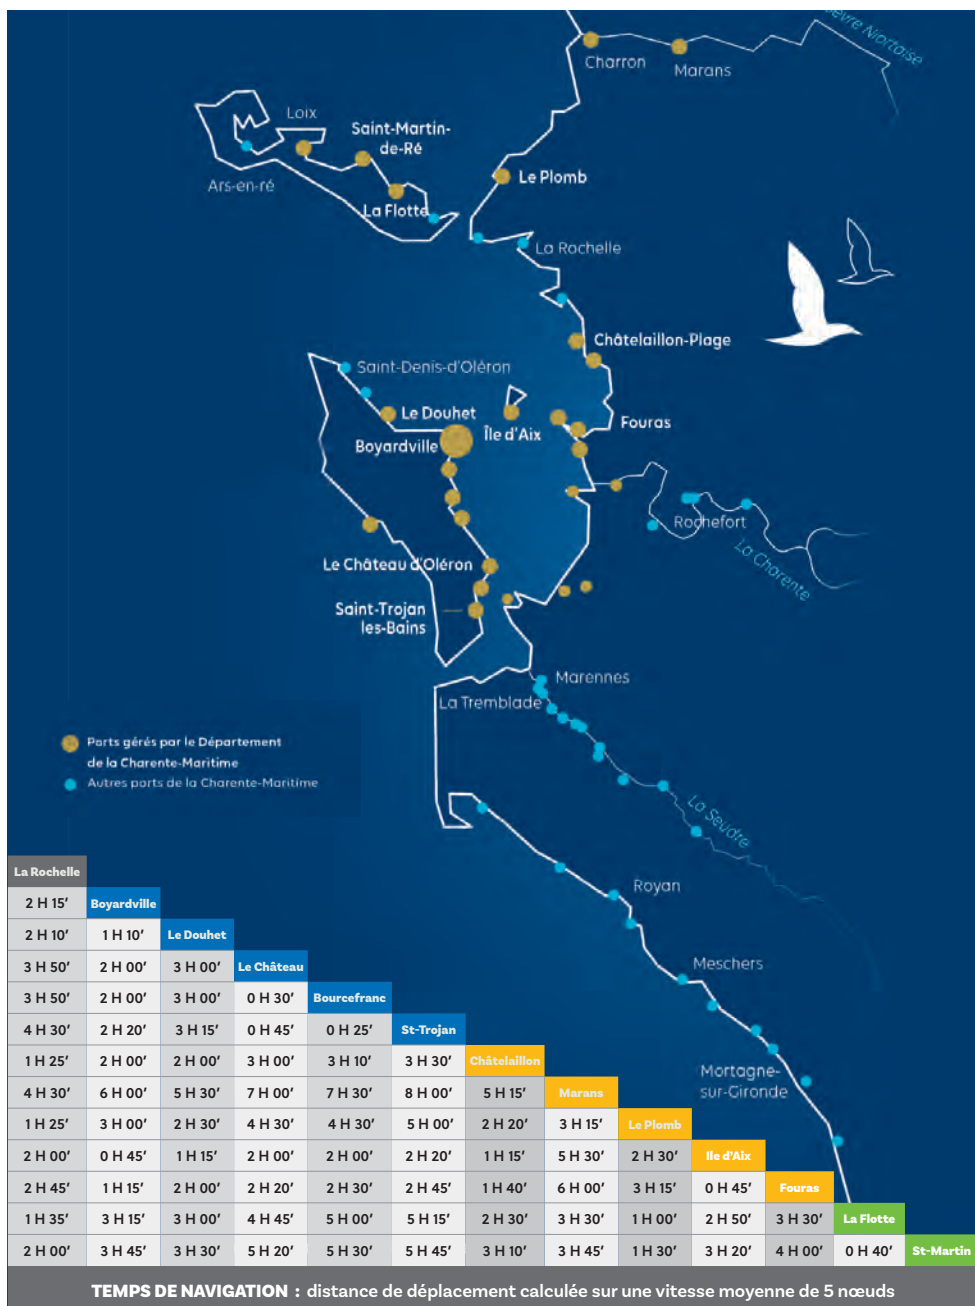 Sèvre Niortaise
Charron
Marans
Loix
Saint-Martin-
de-Ré
Le Plomb
Ars-en-ré
La Flotte
La Rochelle
Châtelaillon-Plage
Saint-Denis-d'Oléron
Le Douhet
Île d'Aix
Fouras
Boyardville
Rochefort
La Charente
Le Château d'Oléron
Saint-Trojan
les-Bains
Marennes
La Tremblade
Ports gérés par le Département
de la Charente-Maritime
Autres ports de la Charente-Maritime
La Seudre
Royan
Meschers
Mortagne-
sur-Gironde
La Rochelle
2 H 15' Boyardville
2 H 10' 1 H 10' Le Douhet
3 H 50' 2 H 00' 3 H 00' Le Château
3 H 50' 2 H 00' 3 H 00' 0 H 30' Bourcefranc
4 H 30' 2 H 20' 3 H 15' 0 H 45' 0 H 25' St-Trojan
1 H 25' 2 H 00' 2 H 00' 3 H 00' 3 H 10' 3 H 30' Châtelaillon
4 H 30' 6 H 00' 5 H 30' 7 H 00' 7 H 30' 8 H 00' 5 H 15' Marans
1 H 25' 3 H 00' 2 H 30' 4 H 30' 4 H 30' 5 H 00' 2 H 20' 3 H 15' Le Plomb
2 H 00' 0 H 45' 1 H 15' 2 H 00' 2 H 00' 2 H 20' 1 H 15' 5 H 30' 2 H 30' Ile d'Aix
2 H 45' 1 H 15' 2 H 00' 2 H 20' 2 H 30' 2 H 45' 1 H 40' 6 H 00' 3 H 15' 0 H 45' Fouras
1 H 35' 3 H 15' 3 H 00' 4 H 45' 5 H 00' 5 H 15' 2 H 30' 3 H 30' 1 H 00' 2 H 50' 3 H 30' La Flotte
2 H 00' 3 H 45' 3 H 30' 5 H 20' 5 H 30' 5 H 45' 3 H 10' 3 H 45' 1 H 30' 3 H 20' 4 H 00' 0 H 40' St-Martin
TEMPS DE NAVIGATION : distance de déplacement calculée sur une vitesse moyenne de 5 nœuds